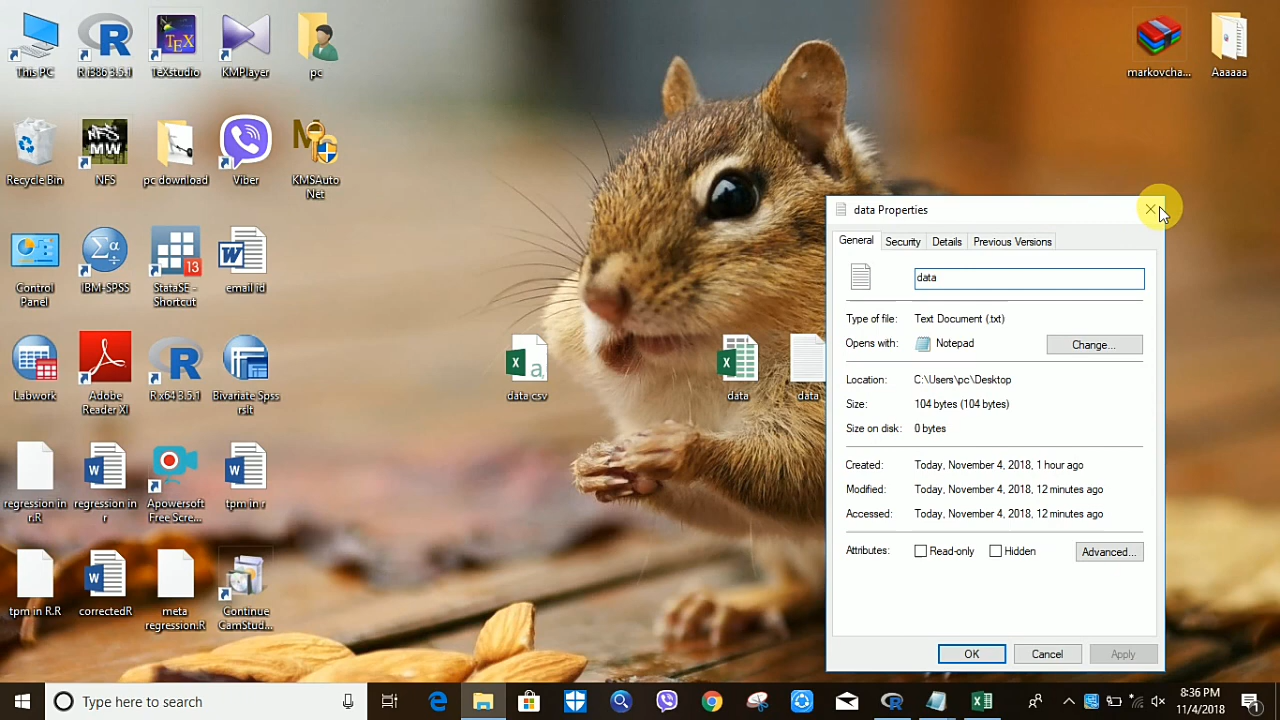 This PC
R i386 3.5.1
TeXstudio
KMPlayer
pc
markovcha...
Aaaaaa
Recycle Bin
NFS
pc download
Viber
KMSAuto
Net
Control
Panel
IBM-SPSS
StataSE -
Shortcut
email id
Labwork
Adobe
Reader XI
R x64 3.5.1
Bivariate Spss
rslt
data csv
data
data
regression in
r.R
regression in
r
Apowersoft
Free Scre...
tpm in r
tpm in R.R
correctedR
meta
regression.R
Continue
CamStud...
data Properties
General
Security
Details
Previous Versions
data
Type of file:
Text Document (.txt)
Opens with:
Notepad
Change...
Location:
C:\Users\pc\Desktop
Size:
104 bytes (104 bytes)
Size on disk:
0 bytes
Created:
Today, November 4, 2018, 1 hour ago
Modified:
Today, November 4, 2018, 12 minutes ago
Accessed:
Today, November 4, 2018, 12 minutes ago
Attributes:
Read-only
Hidden
Advanced...
OK
Cancel
Apply
Type here to search
8:36 PM
11/4/2018